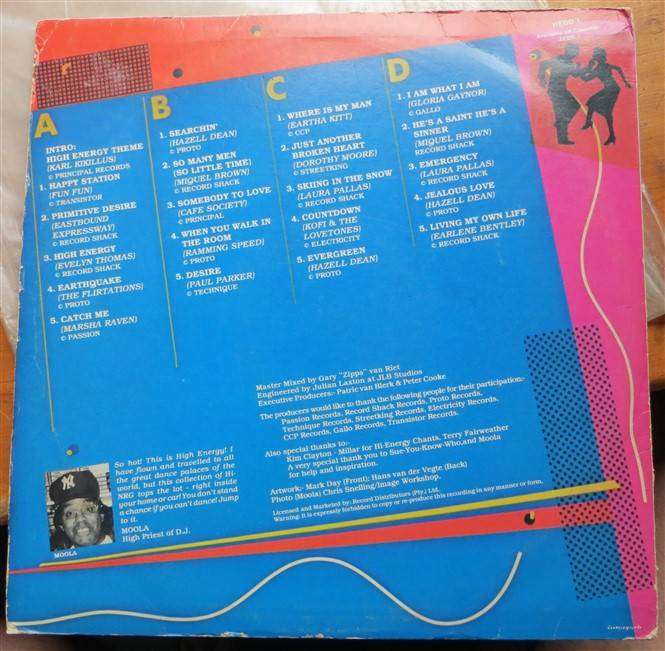 HEDD 1
A
INTRO:
HIGH ENERGY THEME
(KARL KIKILLUS)
© PRINCIPAL RECORDS
1. HAPPY STATION
(FUN FUN)
© TRANSISTOR
2. PRIMITIVE DESIRE
(EASTBOUND
EXPRESSWAY)
© RECORD SHACK
3. HIGH ENERGY
(EVELYN THOMAS)
© RECORD SHACK
4. EARTHQUAKE
(THE FLIRTATIONS)
© PROTO
5. CATCH ME
(MARSHA RAVEN)
© PASSION
B
1. SEARCHIN'
(HAZELL DEAN)
© PROTO
2. SO MANY MEN
(SO LITTLE TIME)
(MIQUEL BROWN)
© RECORD SHACK
3. SOMEBODY TO LOVE
(CAFE SOCIETY)
© PRINCIPAL
4. WHEN YOU WALK IN
THE ROOM
(RAMMING SPEED)
© PROTO
5. DESIRE
(PAUL PARKER)
© TECHNIQUE
C
1. WHERE IS MY MAN
(EARTHA KITT)
© CCP
2. JUST ANOTHER
BROKEN HEART
(DOROTHY MOORE)
© STREETKING
3. SKIING IN THE SNOW
(LAURA PALLAS)
© RECORD SHACK
4. COUNTDOWN
(KOFI & THE
LOVETONES)
© ELECTRICITY
5. EVERGREEN
(HAZELL DEAN)
© PROTO
D
1. I AM WHAT I AM
(GLORIA GAYNOR)
© GALLO
2. HE'S A SAINT HE'S A
SINNER
(MIQUEL BROWN)
RECORD SHACK
3. EMERGENCY
(LAURA PALLAS)
© RECORD SHACK
4. JEALOUS LOVE
(HAZELL DEAN)
© PROTO
5. LIVING MY OWN LIFE
(EARLENE BENTLEY)
© RECORD SHACK
Master Mixed by Gary "Zipps" van Riet
Engineered by Julian Laxton at JLB Studios
Executive Producers:- Patric van Blerk & Peter Cooke
The producers would like to thank the following people for their participation:-
Passion Records, Record Shack Records, Proto Records,
Technique Records, Streetking Records, Electricity Records,
CCP Records, Gallo Records, Transistor Records.
Also special thanks to:-
Kim Clayton - Millar for Hi-Energy Chants, Terry Fairweather
A very special thank you to Sue-You-Know-Who,and Moola
for help and inspiration.
Artwork:- Mark Day (Front); Hans van der Vegte (Back)
Photo (Moola) Chris Snelling/Image Workshop.
Licensed and Marketed by: Record Distributors (Pty.) Ltd.
Warning: It is expressly forbidden to copy or re-produce this recording in any manner or form.
So hot! This is High Energy! I
have flown and travelled to all
the great dance palaces of the
world, but this collection of Hi-
NRG tops the lot - right inside
your home or car! You don't stand
a chance if you can't dance! Jump
to it.
MOOLA
High Priest of D.J.
MOOLA